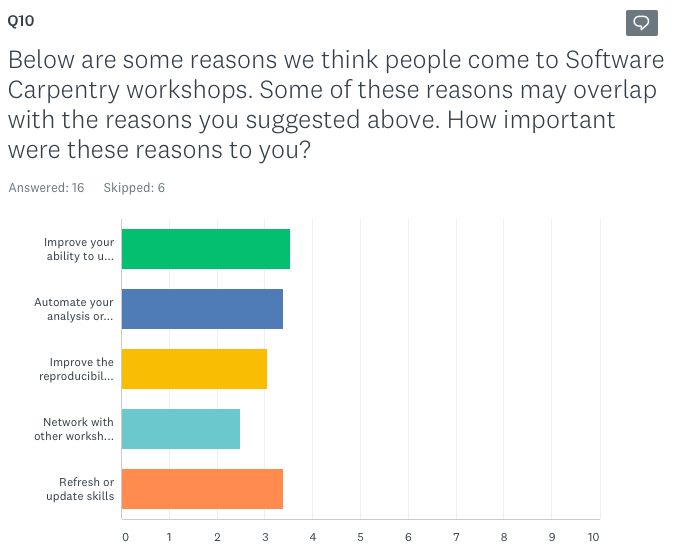 Q10
Below are some reasons we think people come to Software
Carpentry workshops. Some of these reasons may overlap
with the reasons you suggested above. How important
were these reasons to you?
Answered: 16 Skipped: 6
Improve your
ability to u...
Automate your
analysis or...
Improve the
reproducibil...
Network with
other worksh...
Refresh or
update skills
0 1 2 3 4 5 6 7 8 9 10